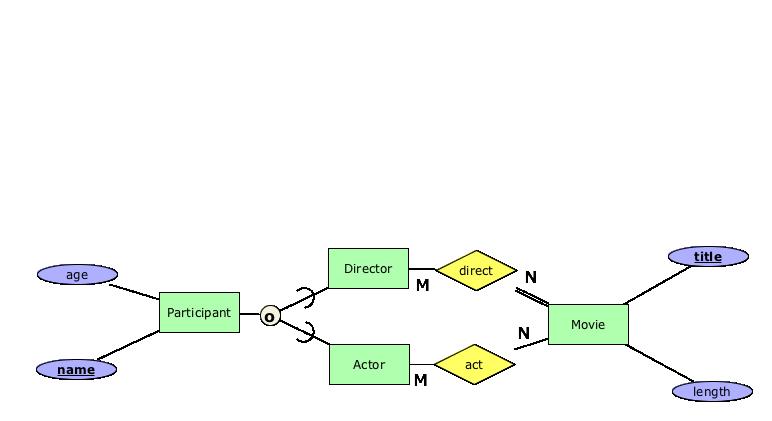 title
Director
direct
age
N
M
Participant
o
Movie
N
Actor
act
name
M
length